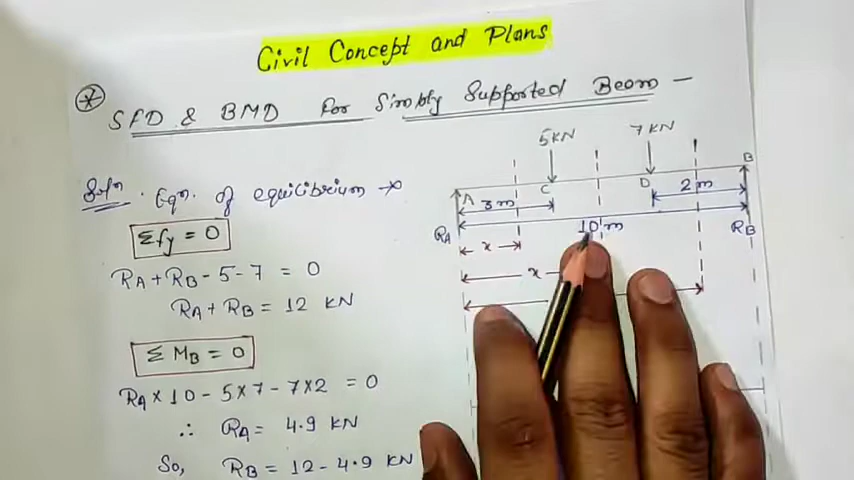 Civil Concept and Plans
* SFD & BMD For Simply Supported Beam -
Soln. Eqn. of equilibrium →
Σfy = 0
RA + RB - 5 - 7 = 0
RA + RB = 12 KN
Σ MB = 0
RA × 10 - 5×7 - 7×2 = 0
∴ RA = 4.9 KN
So, RB = 12 - 4.9 KN
5KN 7KN
A C D B
3m 2m
RA 10m RB
x
x